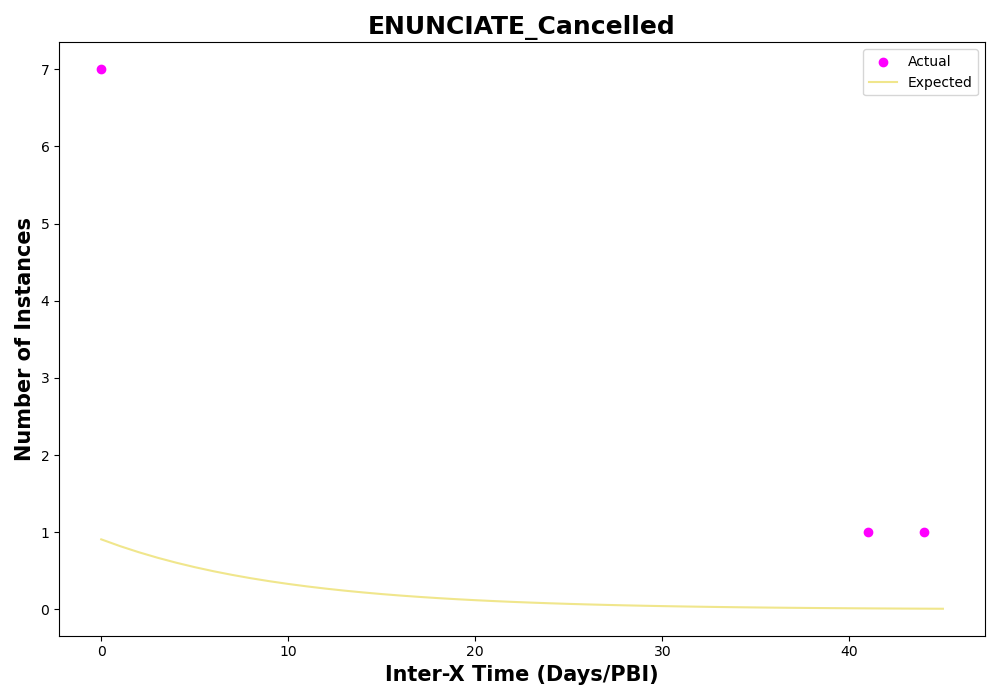 ENUNCIATE_Cancelled
Actual
Expected
Number of Instances
7
6
5
4
3
2
1
0
0 10 20 30 40
Inter-X Time (Days/PBI)